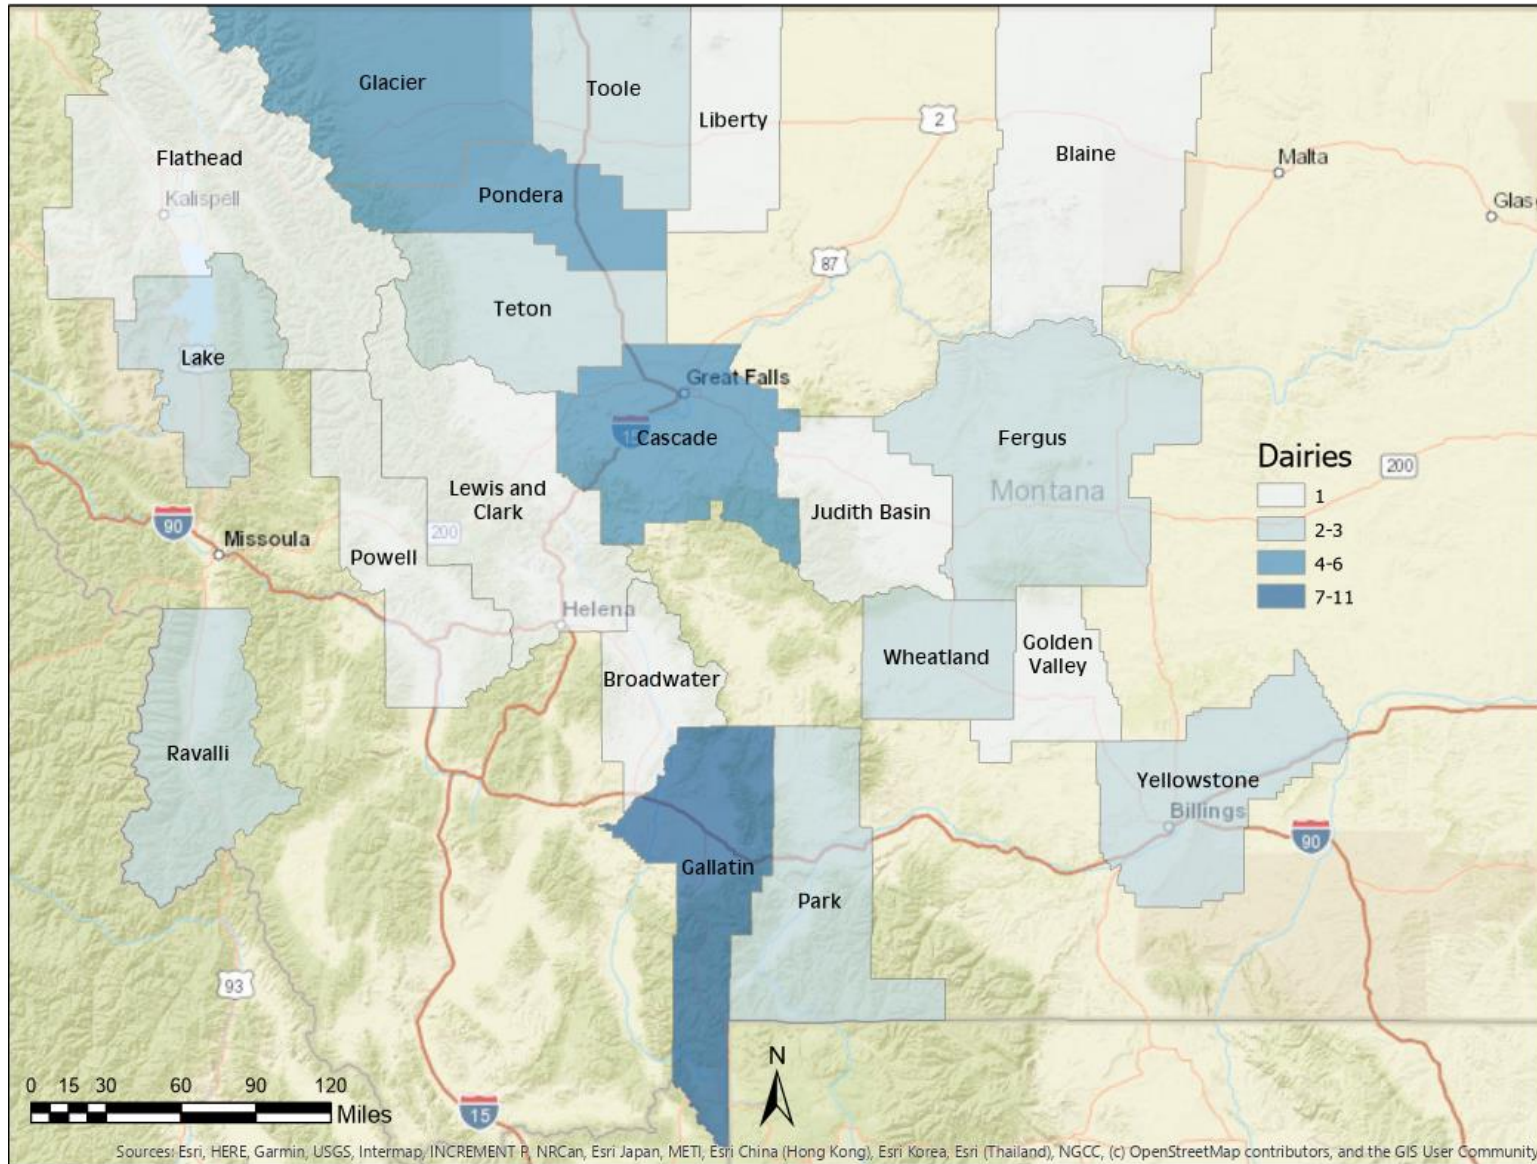 Glacier
Toole
Liberty
2
Blaine
Malta
Flathead
Kalispell
Pondera
Glas
87
Teton
Lake
Great Falls
15
Cascade
Fergus
Dairies
1
2-3
4-6
7-11
200
Montana
Lewis and
Clark
Judith Basin
90
Missoula
200
Powell
Helena
Wheatland
Golden
Valley
Broadwater
Ravalli
Yellowstone
Billings
90
Gallatin
Park
93
N
0 15 30 60 90 120
Miles
15
Sources: Esri, HERE, Garmin, USGS, Intermap, INCREMENT P, NRCan, Esri Japan, METI, Esri China (Hong Kong), Esri Korea, Esri (Thailand), NGCC, (c) OpenStreetMap contributors, and the GIS User Community